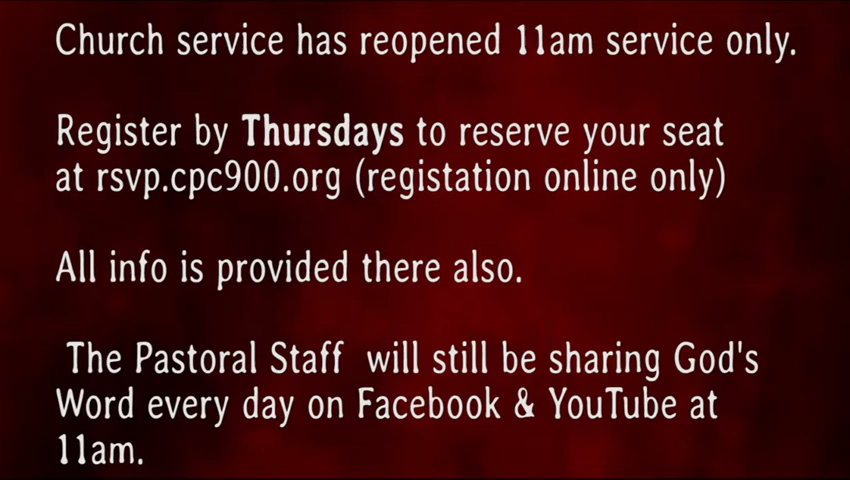 Church service has reopened 11am service only.
Register by Thursdays to reserve your seat
at rsvp.cpc900.org (registation online only)
All info is provided there also.
The Pastoral Staff will still be sharing God's
Word every day on Facebook & YouTube at
11am.